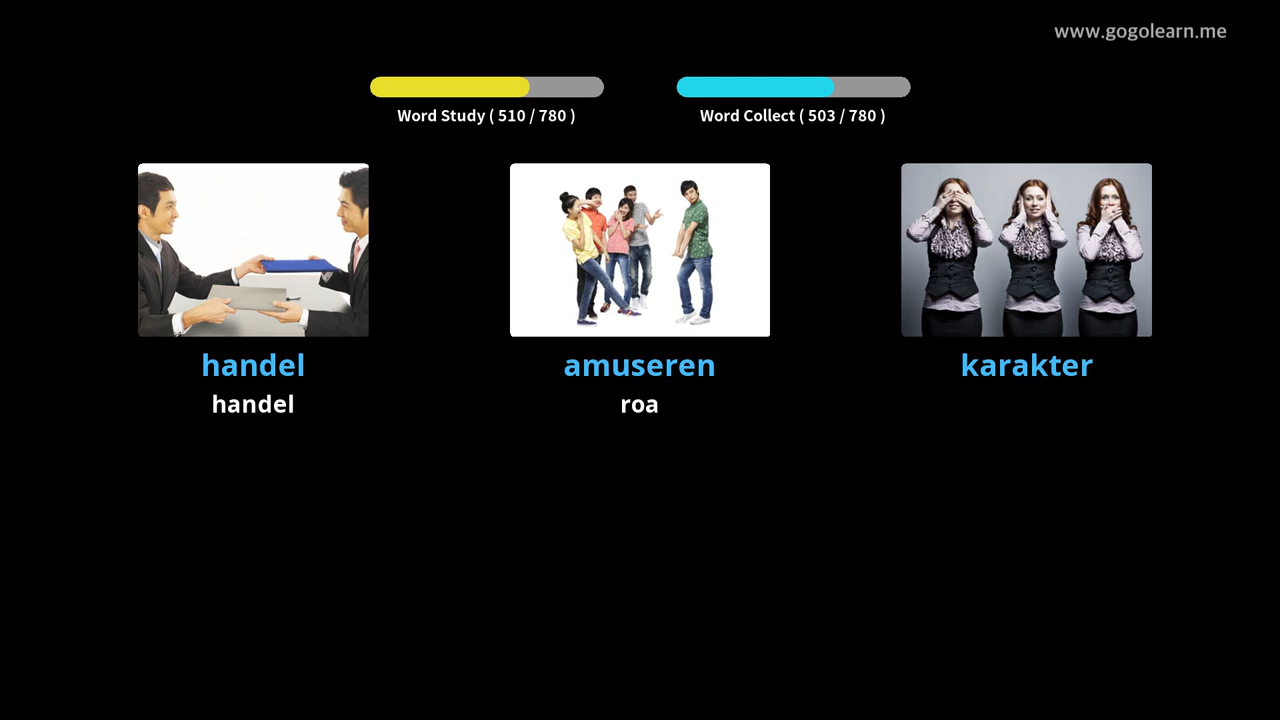 www.gogolearn.me
Word Study ( 510 / 780 )
Word Collect ( 503 / 780 )
handel
amuseren
karakter
handel
roa